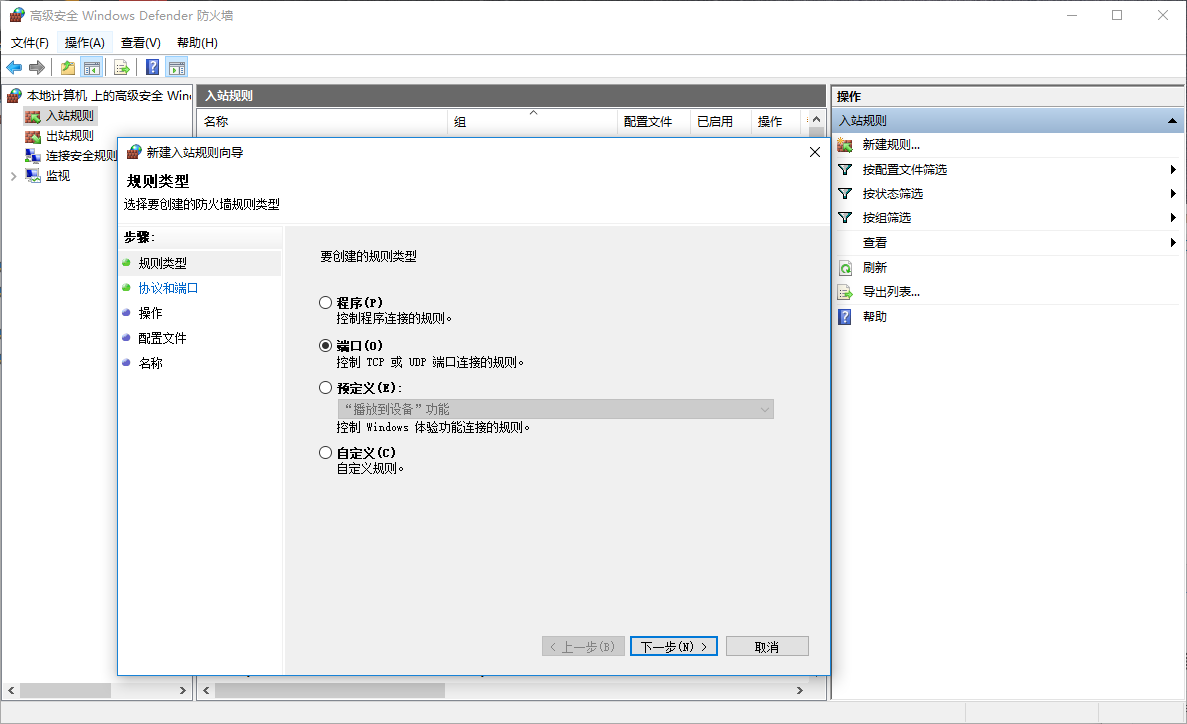 高级安全 Windows Defender 防火墙
文件(F) 操作(A) 查看(V) 帮助(H)
本地计算机 上的高级安全 Win
入站规则
出站规则
连接安全规则
监视
入站规则
名称 组 配置文件 已启用 操作
新建入站规则向导
规则类型
选择要创建的防火墙规则类型
步骤:
规则类型
协议和端口
操作
配置文件
名称
要创建的规则类型
程序(P)
控制程序连接的规则。
端口(O)
控制 TCP 或 UDP 端口连接的规则。
预定义(E):
“播放到设备”功能
控制 Windows 体验功能连接的规则。
自定义(C)
自定义规则。
< 上一步(B) 下一步(N) > 取消
操作
入站规则
新建规则...
按配置文件筛选
按状态筛选
按组筛选
查看
刷新
导出列表...
帮助